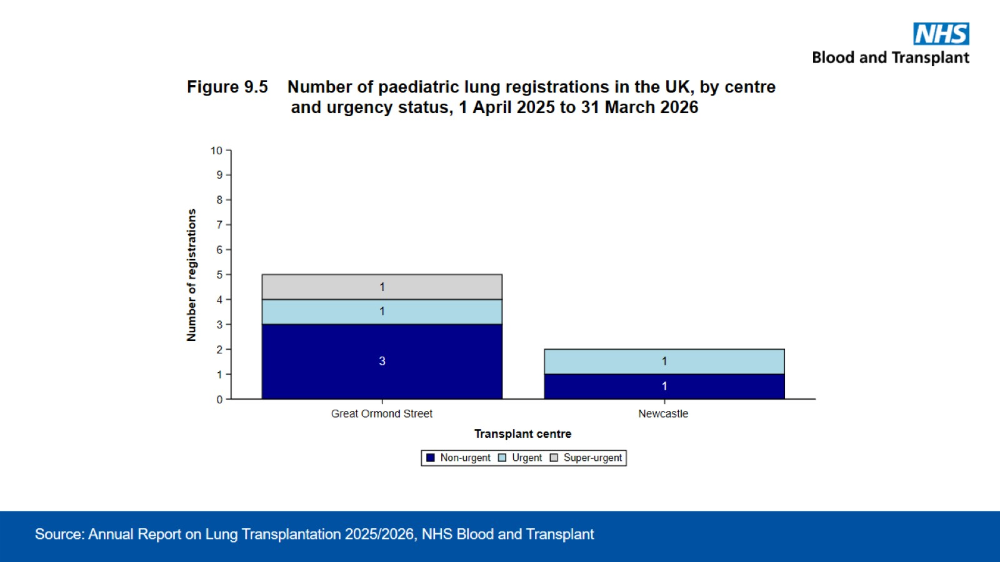 NHS
Blood and Transplant
Figure 9.5 Number of paediatric lung registrations in the UK, by centre
and urgency status, 1 April 2025 to 31 March 2026
10
9
8
7
6
5
4
3
2
1
0
Number of registrations
1
1
3
1
1
Great Ormond Street
Newcastle
Transplant centre
Non-urgent Urgent Super-urgent
Source: Annual Report on Lung Transplantation 2025/2026, NHS Blood and Transplant